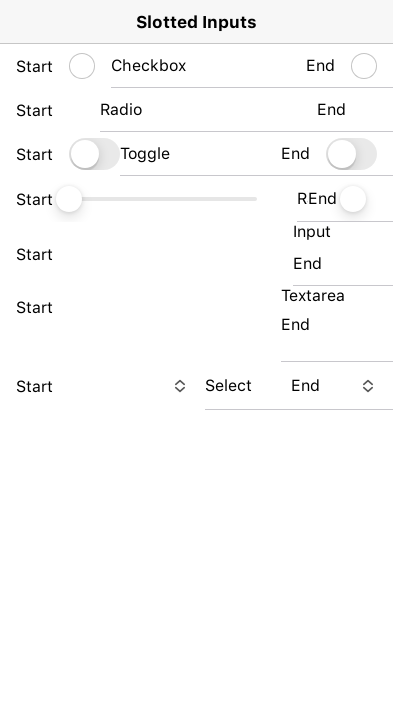 Slotted Inputs
Start Checkbox End
Start Radio End
Start Toggle End
Start REnd
Input
Start
End
Textarea
Start
End
Start Select End